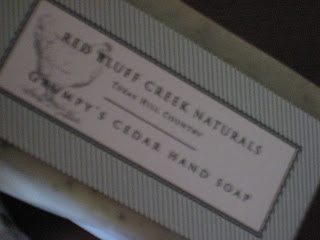 RED BLUFF CREEK NATURALS
TEXAS HILL COUNTRY
GRUMPY'S CEDAR HAND SOAP